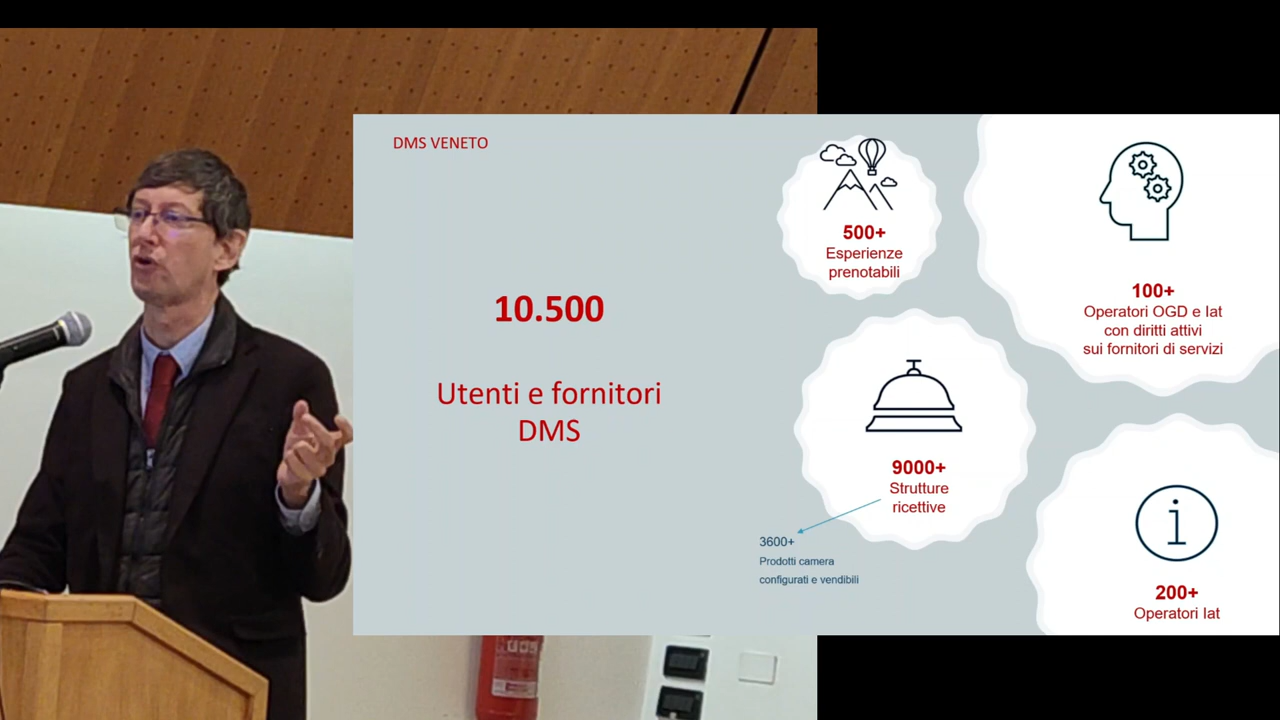 DMS VENETO
10.500
Utenti e fornitori
DMS
500+
Esperienze
prenotabili
100+
Operatori OGD e Iat
con diritti attivi
sui fornitori di servizi
9000+
Strutture
ricettive
3600+
Prodotti camera
configurati e vendibili
200+
Operatori Iat